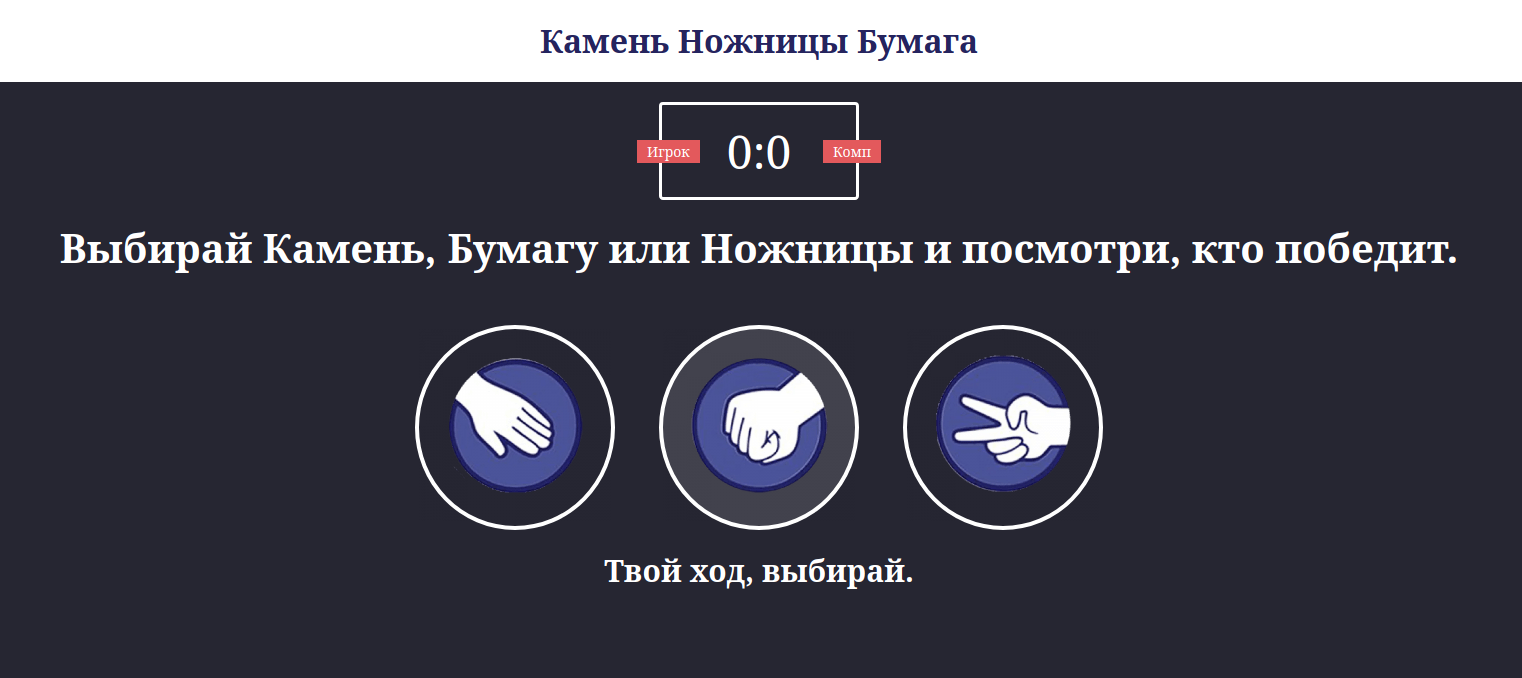 Камень Ножницы Бумага
Игрок
0:0
Комп
Выбирай Камень, Бумагу или Ножницы и посмотри, кто победит.
Твой ход, выбирай.